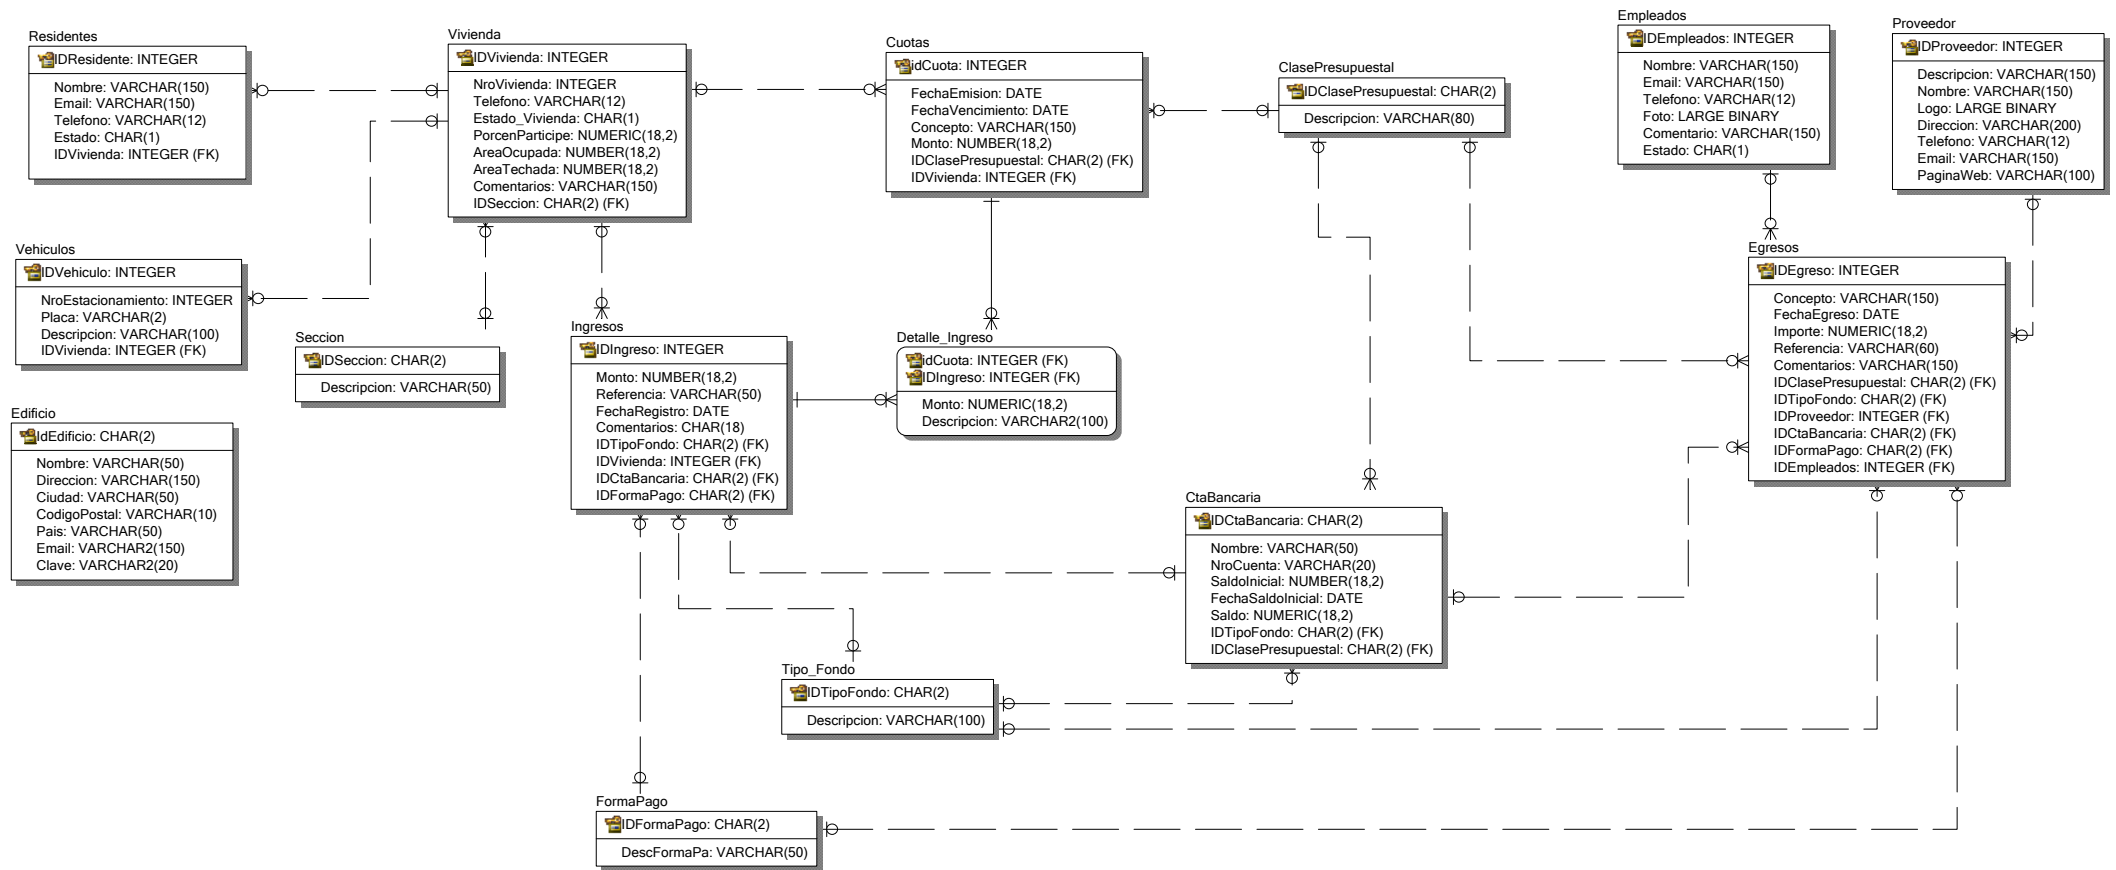 Residentes
IDResidente: INTEGER
Nombre: VARCHAR(150)
Email: VARCHAR(150)
Telefono: VARCHAR(12)
Estado: CHAR(1)
IDVivienda: INTEGER (FK)
Vivienda
IDVivienda: INTEGER
NroVivienda: INTEGER
Telefono: VARCHAR(12)
Estado_Vivienda: CHAR(1)
PorcenParticipe: NUMERIC(18,2)
AreaOcupada: NUMBER(18,2)
AreaTechada: NUMBER(18,2)
Comentarios: VARCHAR(150)
IDSeccion: CHAR(2) (FK)
Cuotas
idCuota: INTEGER
FechaEmision: DATE
FechaVencimiento: DATE
Concepto: VARCHAR(150)
Monto: NUMBER(18,2)
IDClasePresupuestal: CHAR(2) (FK)
IDVivienda: INTEGER (FK)
ClasePresupuestal
IDClasePresupuestal: CHAR(2)
Descripcion: VARCHAR(80)
Empleados
IDEmpleados: INTEGER
Nombre: VARCHAR(150)
Email: VARCHAR(150)
Telefono: VARCHAR(12)
Foto: LARGE BINARY
Comentario: VARCHAR(150)
Estado: CHAR(1)
Proveedor
IDProveedor: INTEGER
Descripcion: VARCHAR(150)
Nombre: VARCHAR(150)
Logo: LARGE BINARY
Direccion: VARCHAR(200)
Telefono: VARCHAR(12)
Email: VARCHAR(150)
PaginaWeb: VARCHAR(100)
Vehiculos
IDVehiculo: INTEGER
NroEstacionamiento: INTEGER
Placa: VARCHAR(2)
Descripcion: VARCHAR(100)
IDVivienda: INTEGER (FK)
Seccion
IDSeccion: CHAR(2)
Descripcion: VARCHAR(50)
Ingresos
IDIngreso: INTEGER
Monto: NUMBER(18,2)
Referencia: VARCHAR(50)
FechaRegistro: DATE
Comentarios: CHAR(18)
IDTipoFondo: CHAR(2) (FK)
IDVivienda: INTEGER (FK)
IDCtaBancaria: CHAR(2) (FK)
IDFormaPago: CHAR(2) (FK)
Detalle_Ingreso
idCuota: INTEGER (FK)
IDIngreso: INTEGER (FK)
Monto: NUMERIC(18,2)
Descripcion: VARCHAR2(100)
Egresos
IDEgreso: INTEGER
Concepto: VARCHAR(150)
FechaEgreso: DATE
Importe: NUMERIC(18,2)
Referencia: VARCHAR(60)
Comentarios: VARCHAR(150)
IDClasePresupuestal: CHAR(2) (FK)
IDTipoFondo: CHAR(2) (FK)
IDProveedor: INTEGER (FK)
IDCtaBancaria: CHAR(2) (FK)
IDFormaPago: CHAR(2) (FK)
IDEmpleados: INTEGER (FK)
Edificio
IdEdificio: CHAR(2)
Nombre: VARCHAR(50)
Direccion: VARCHAR(150)
Ciudad: VARCHAR(50)
CodigoPostal: VARCHAR(10)
Pais: VARCHAR(50)
Email: VARCHAR2(150)
Clave: VARCHAR2(20)
CtaBancaria
IDCtaBancaria: CHAR(2)
Nombre: VARCHAR(50)
NroCuenta: VARCHAR(20)
SaldoInicial: NUMBER(18,2)
FechaSaldoInicial: DATE
Saldo: NUMERIC(18,2)
IDTipoFondo: CHAR(2) (FK)
IDClasePresupuestal: CHAR(2) (FK)
Tipo_Fondo
IDTipoFondo: CHAR(2)
Descripcion: VARCHAR(100)
FormaPago
IDFormaPago: CHAR(2)
DescFormaPa: VARCHAR(50)